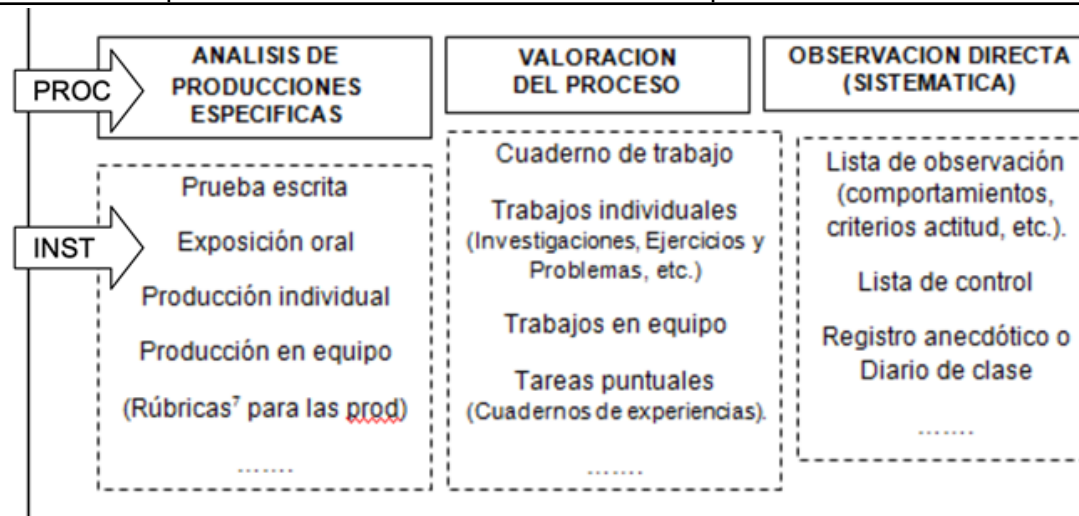 PROC
ANALISIS DE
PRODUCCIONES
ESPECIFICAS
VALORACION
DEL PROCESO
OBSERVACION DIRECTA
(SISTEMATICA)
INST
Prueba escrita
Exposición oral
Producción individual
Producción en equipo
(Rúbricas⁷ para las prod)
.......
Cuaderno de trabajo
Trabajos individuales
(Investigaciones, Ejercicios y
Problemas, etc.)
Trabajos en equipo
Tareas puntuales
(Cuadernos de experiencias).
.......
Lista de observación
(comportamientos,
criterios actitud, etc.).
Lista de control
Registro anecdótico o
Diario de clase
.......